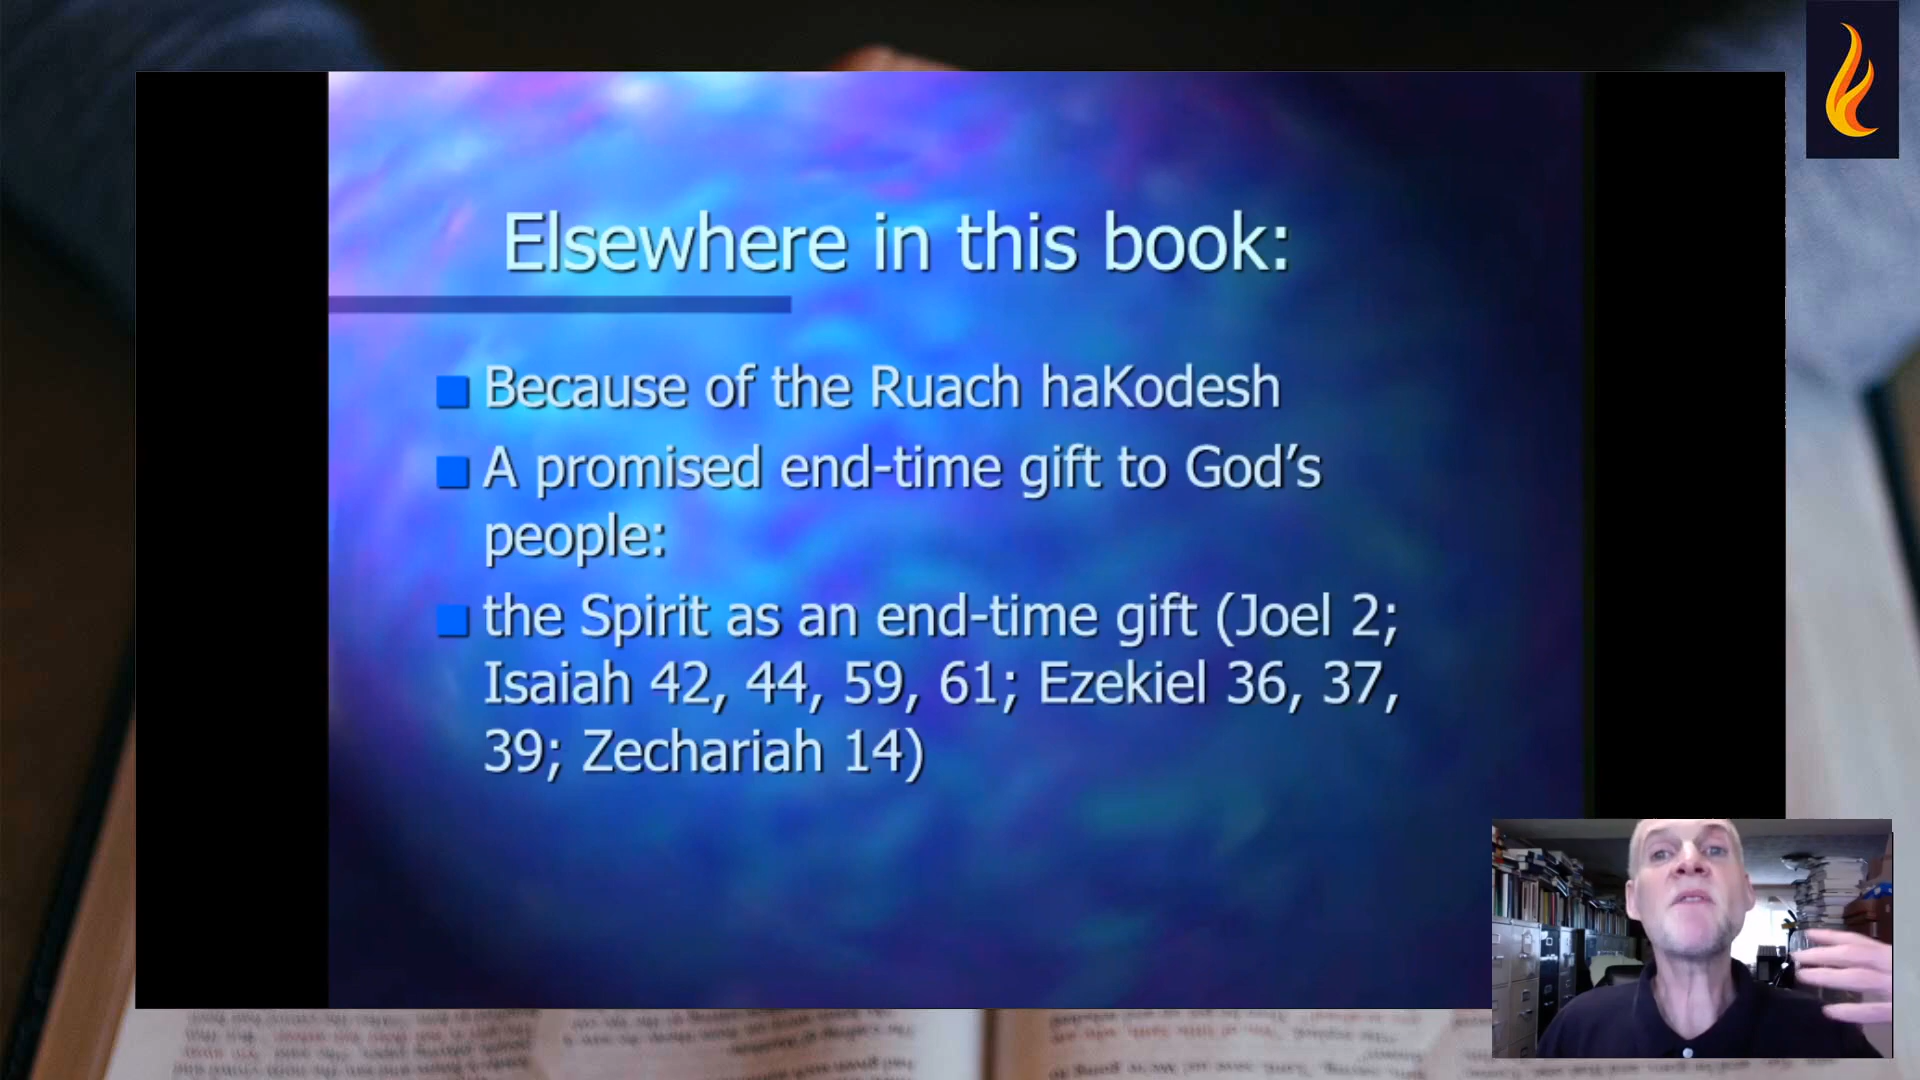 Elsewhere in this book:
Because of the Ruach haKodesh
A promised end-time gift to God’s
people:
the Spirit as an end-time gift (Joel 2;
Isaiah 42, 44, 59, 61; Ezekiel 36, 37,
39; Zechariah 14)